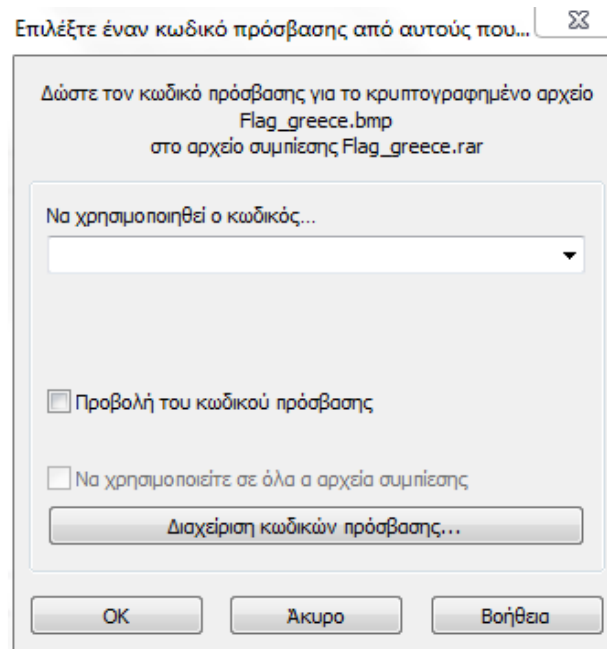 Επιλέξτε έναν κωδικό πρόσβασης από αυτούς που...
Δώστε τον κωδικό πρόσβασης για το κρυπτογραφημένο αρχείο
Flag_greece.bmp
στο αρχείο συμπίεσης Flag_greece.rar
Να χρησιμοποιηθεί ο κωδικός...
Προβολή του κωδικού πρόσβασης
Να χρησιμοποιείτε σε όλα α αρχεία συμπίεσης
Διαχείριση κωδικών πρόσβασης...
OK
Άκυρο
Βοήθεια